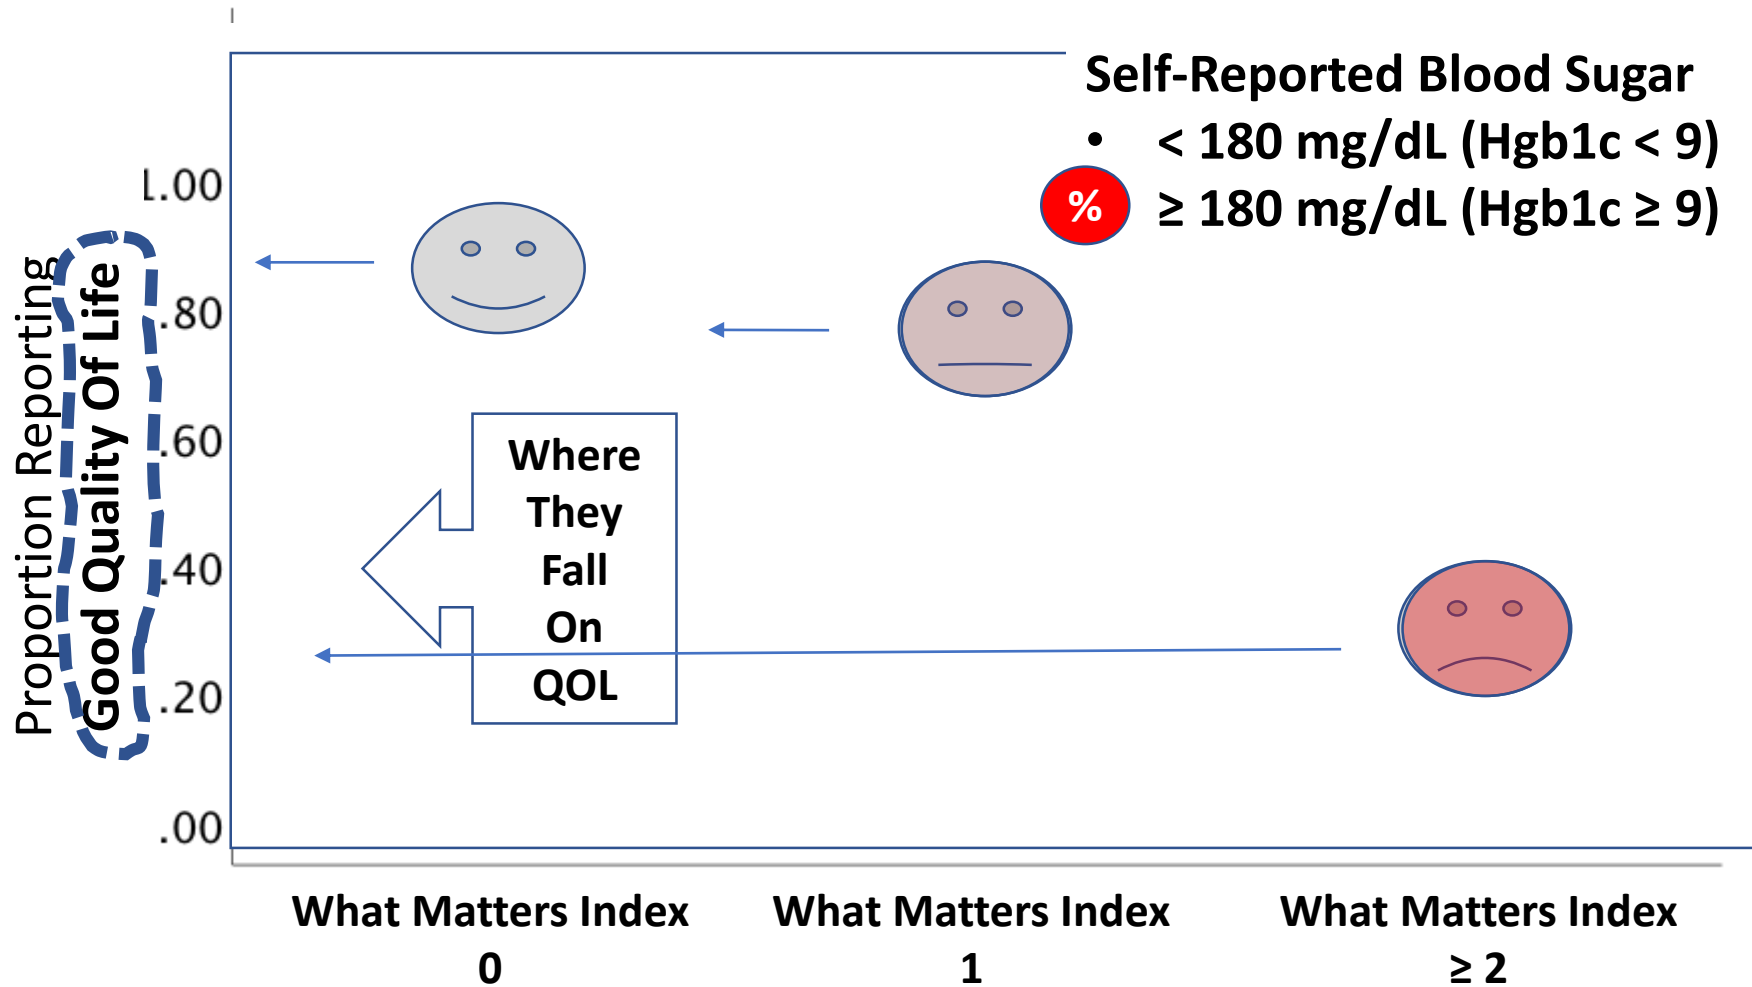 Self-Reported Blood Sugar
• < 180 mg/dL (Hgb1c < 9)
% ≥ 180 mg/dL (Hgb1c ≥ 9)
Proportion Reporting
Good Quality Of Life
1.00
.80
.60
.40
.20
.00
Where
They
Fall
On
QOL
What Matters Index
0
What Matters Index
1
What Matters Index
≥ 2